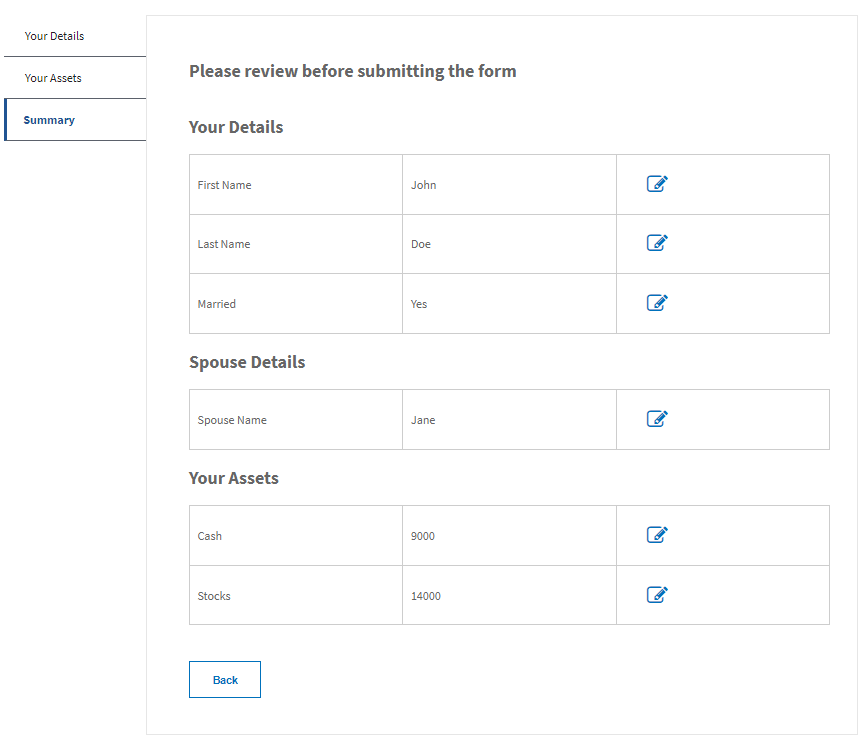 Your Details
Your Assets
Summary
Please review before submitting the form
Your Details
First Name John
Last Name Doe
Married Yes
Spouse Details
Spouse Name Jane
Your Assets
Cash 9000
Stocks 14000
Back